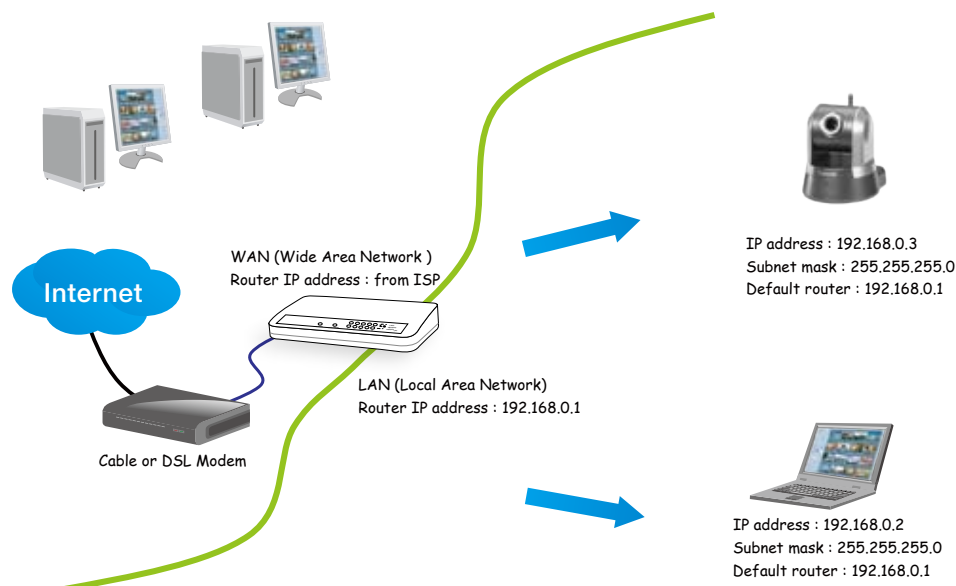 WAN (Wide Area Network )
Router IP address : from ISP
Internet
IP address : 192.168.0.3
Subnet mask : 255.255.255.0
Default router : 192.168.0.1
LAN (Local Area Network)
Router IP address : 192.168.0.1
Cable or DSL Modem
IP address : 192.168.0.2
Subnet mask : 255.255.255.0
Default router : 192.168.0.1